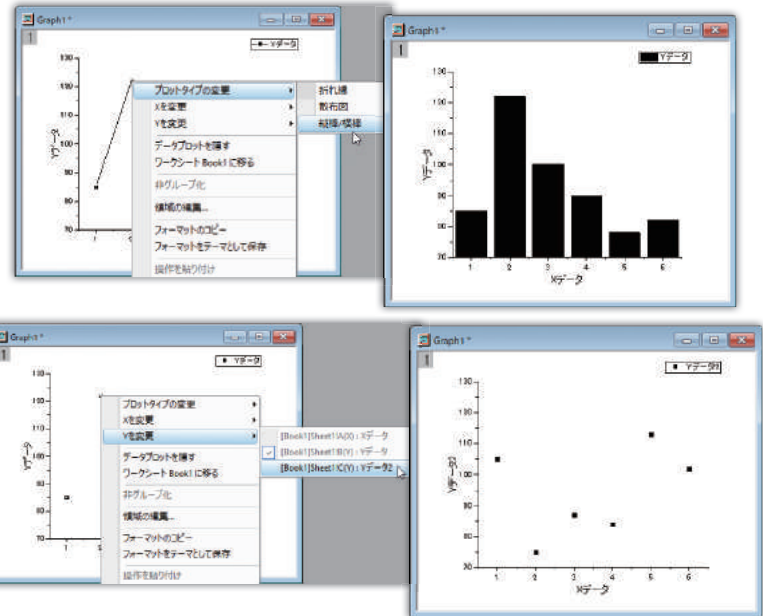 Graph1 *
1
Yデータ
130
120
110
100
90
80
70
Yデータ
1
プロットタイプの変更
Xを変更
Yを変更
データプロットを隠す
ワークシート Book1 に移る
非グループ化
領域の編集...
フォーマットのコピー
フォーマットをテーマとして保存
操作を貼り付け
折れ線
散布図
縦棒/横棒
Graph1 *
1
Yデータ
130
120
110
100
90
80
70
Yデータ
1 2 3 4 5 6
Xデータ
Graph1 *
1
Yデータ
130
120
110
100
90
80
70
Yデータ
1
プロットタイプの変更
Xを変更
Yを変更
データプロットを隠す
ワークシート Book1 に移る
非グループ化
領域の編集...
フォーマットのコピー
フォーマットをテーマとして保存
操作を貼り付け
[Book1]Sheet1!A(X) : Xデータ
[Book1]Sheet1!B(Y) : Yデータ
[Book1]Sheet1!C(Y) : Yデータ2
Graph1 *
1
Yデータ2
130
120
110
100
90
80
70
Yデータ2
1 2 3 4 5 6
Xデータ